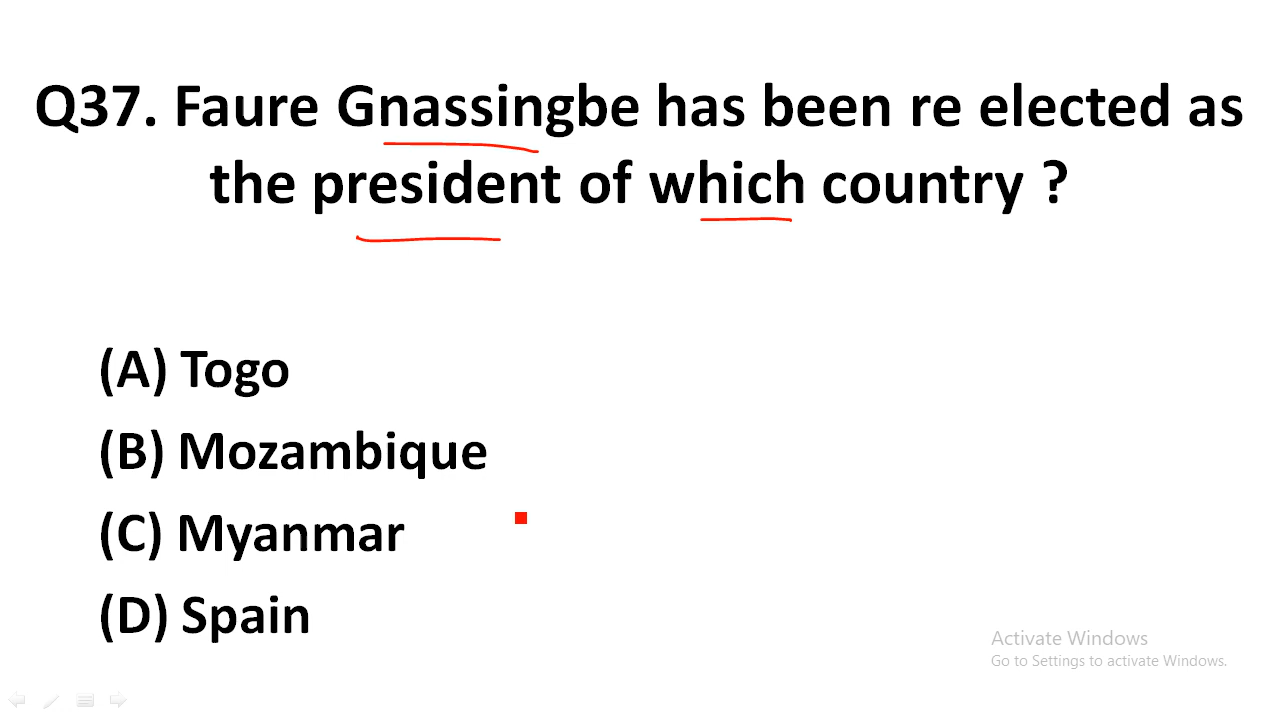 Q37. Faure Gnassingbe has been re elected as
the president of which country ?
(A) Togo
(B) Mozambique
(C) Myanmar
(D) Spain
Activate Windows
Go to Settings to activate Windows.